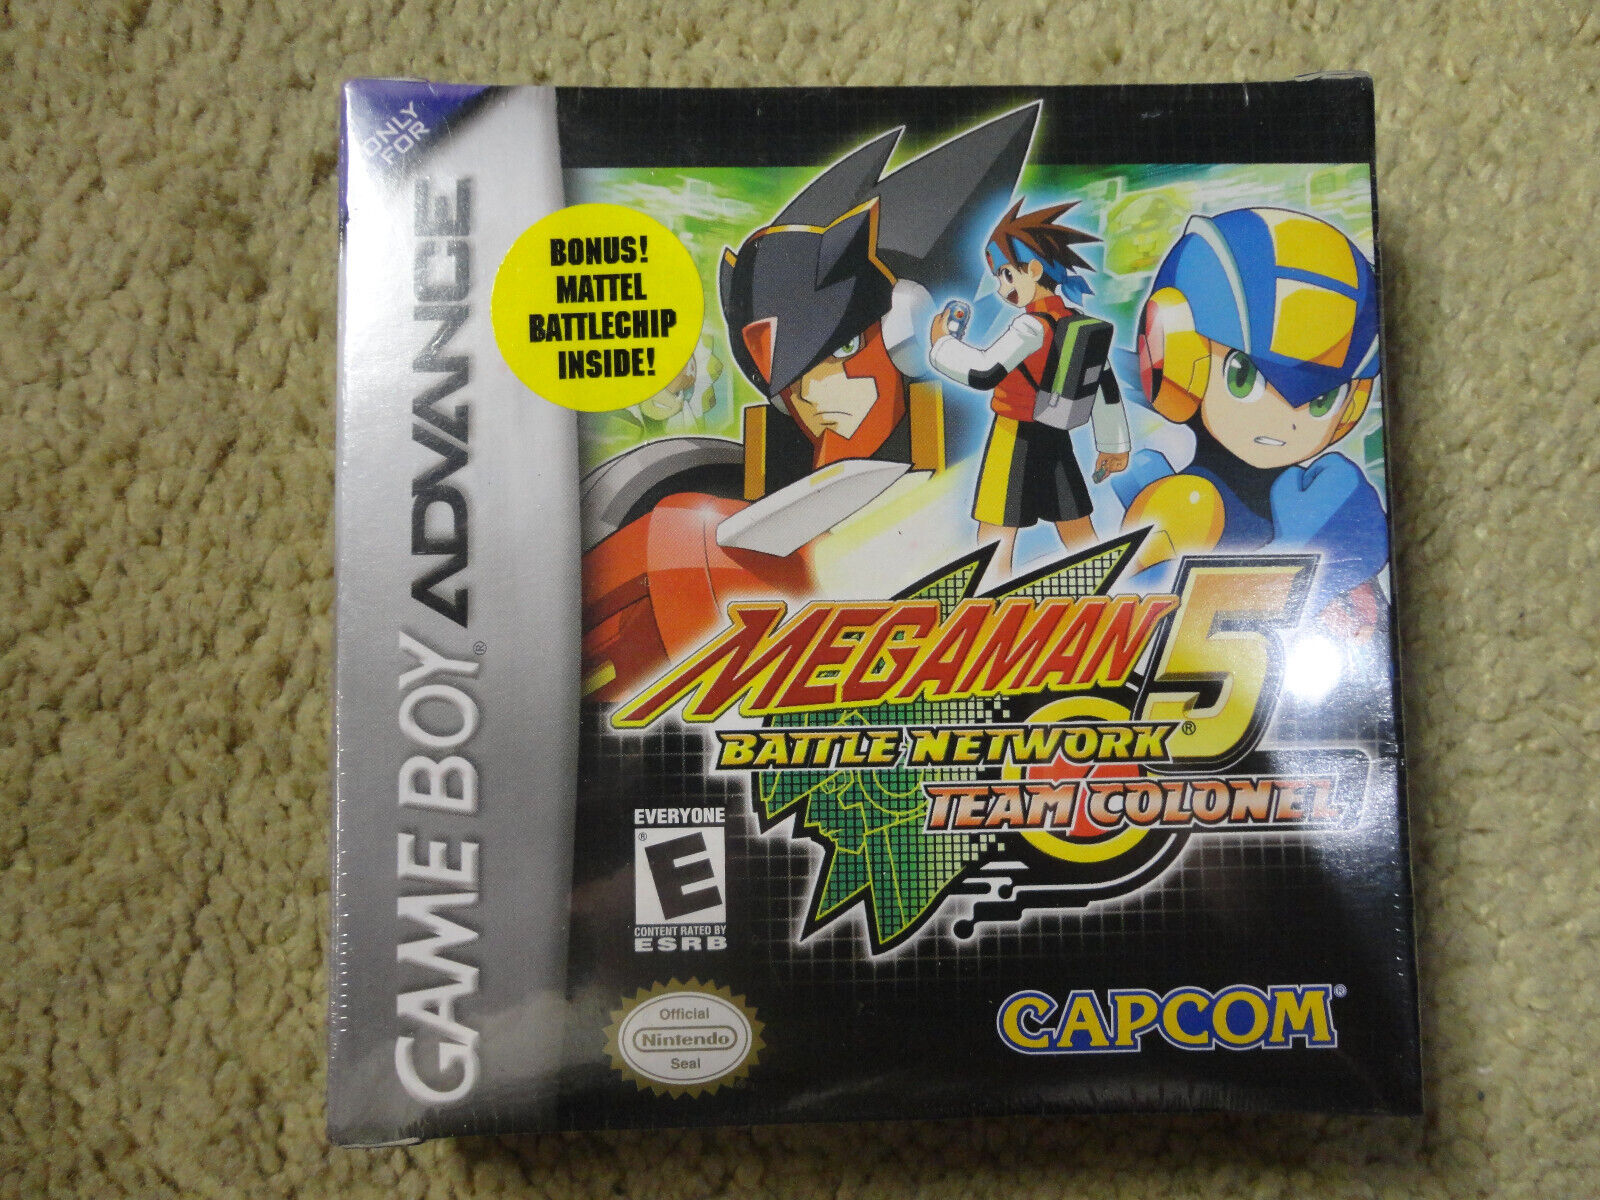 ONLY
FOR
GAME BOY ADVANCE®
BONUS!
MATTEL
BATTLECHIP
INSIDE!
MEGAMAN 5
BATTLE NETWORK®
TEAM COLONEL
EVERYONE
E®
CONTENT RATED BY
ESRB
Official
Nintendo
Seal
CAPCOM®